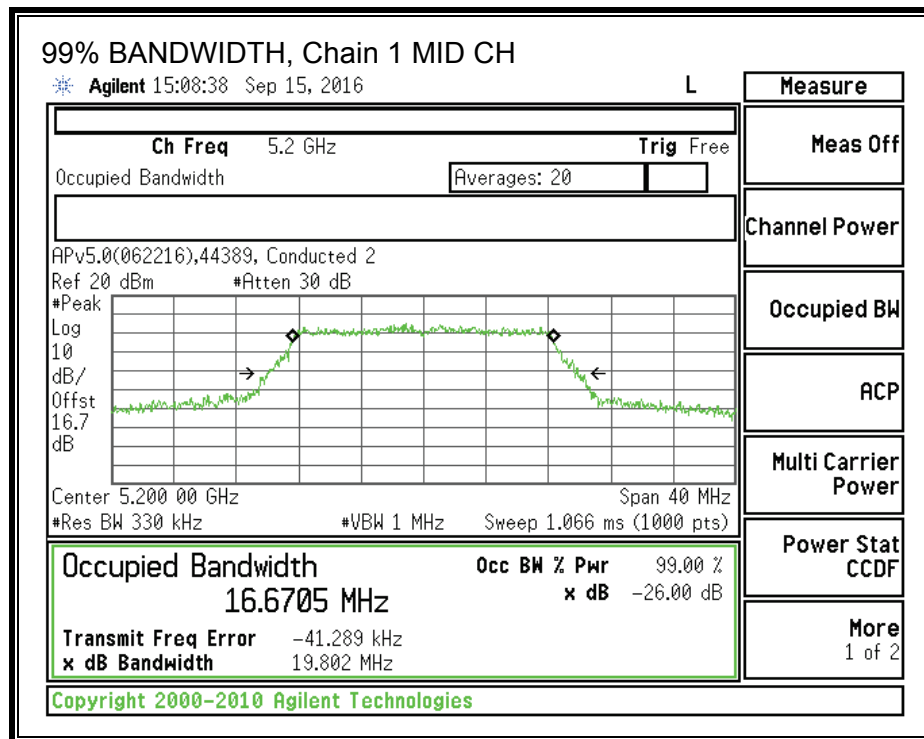 99% BANDWIDTH, Chain 1 MID CH
Agilent 15:08:38 Sep 15, 2016 L
Measure
Ch Freq 5.2 GHz Trig Free
Meas Off
Occupied Bandwidth Averages: 20
Channel Power
APv5.0(062216),44389, Conducted 2
Ref 20 dBm #Atten 30 dB
#Peak
Log
10
dB/
Offst
16.7
dB
Occupied BW
ACP
Multi Carrier
Power
Center 5.200 00 GHz Span 40 MHz
#Res BW 330 kHz #VBW 1 MHz Sweep 1.066 ms (1000 pts)
Power Stat
CCDF
Occupied Bandwidth Occ BW % Pwr 99.00 %
16.6705 MHz x dB -26.00 dB
Transmit Freq Error -41.289 kHz
x dB Bandwidth 19.802 MHz
More
1 of 2
Copyright 2000-2010 Agilent Technologies